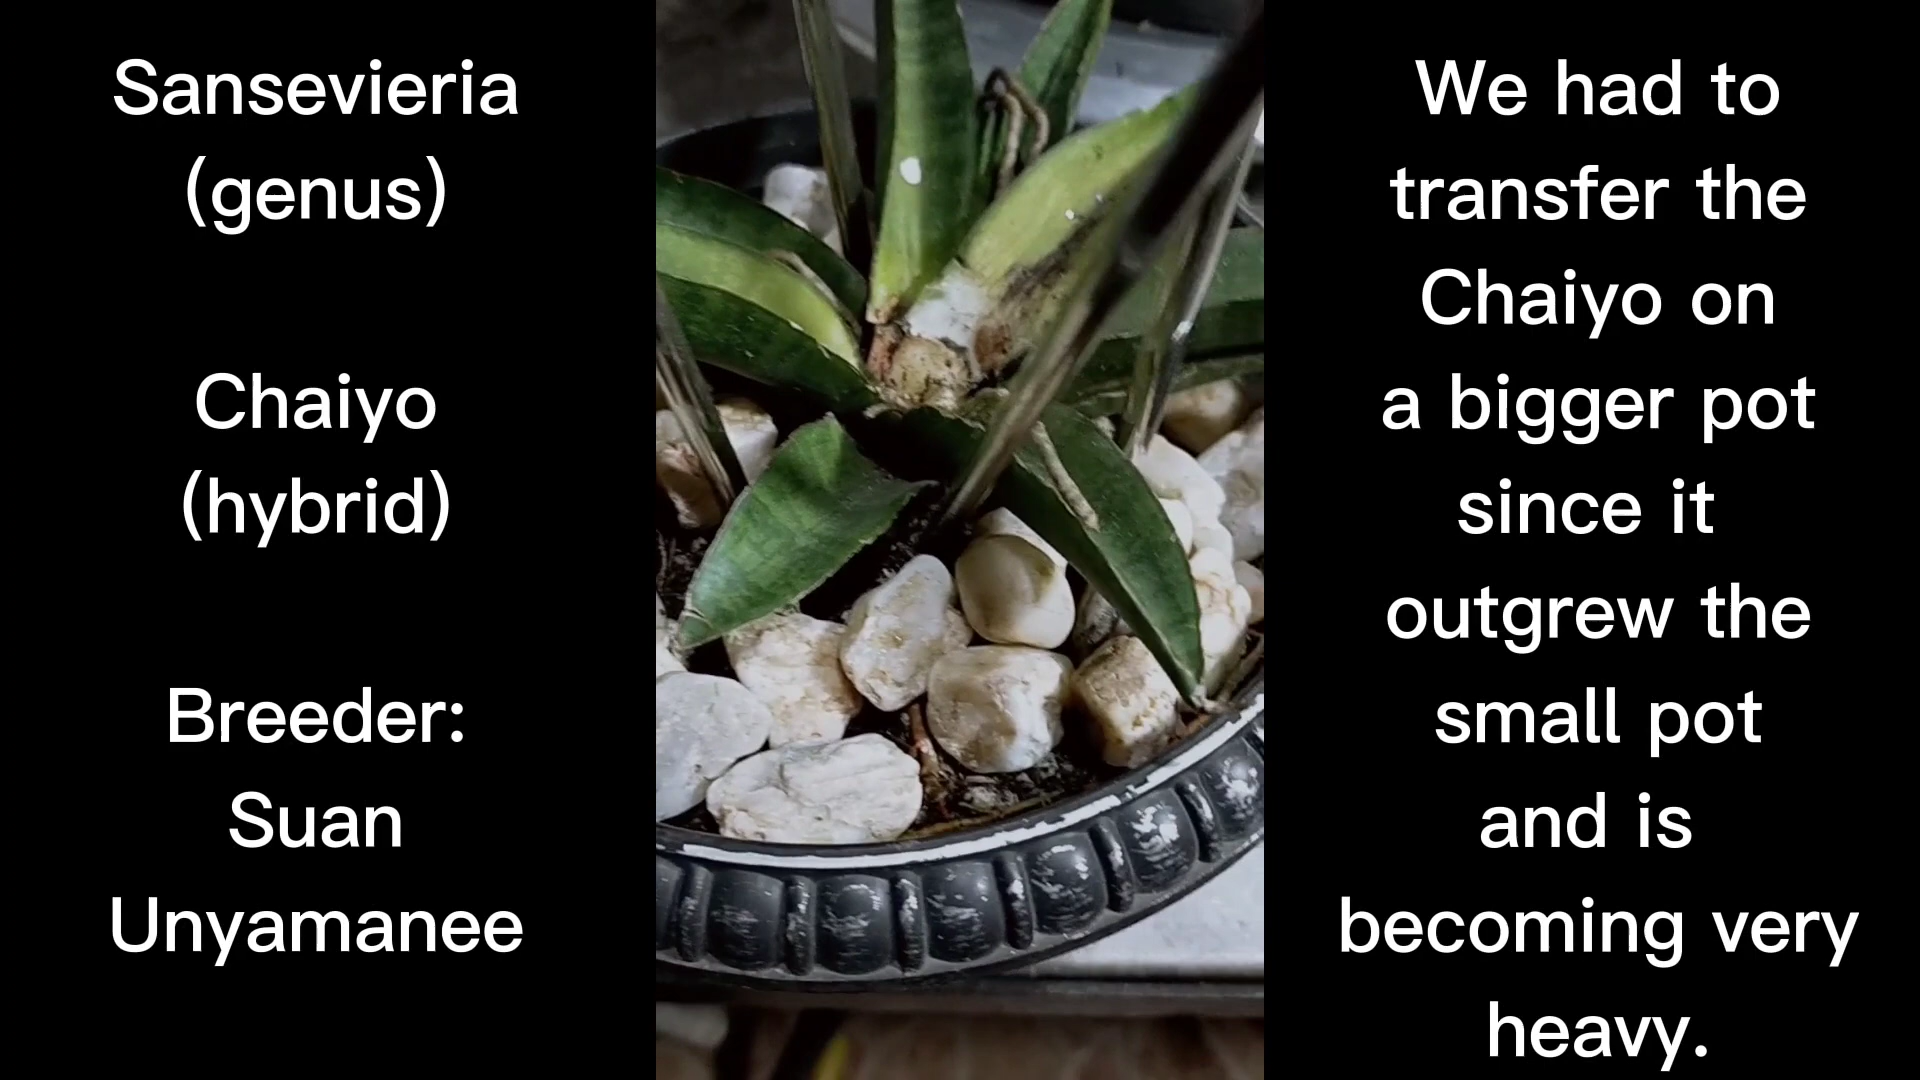 Sansevieria
(genus)
Chaiyo
(hybrid)
Breeder:
Suan
Unyamanee
We had to
transfer the
Chaiyo on
a bigger pot
since it
outgrew the
small pot
and is
becoming very
heavy.